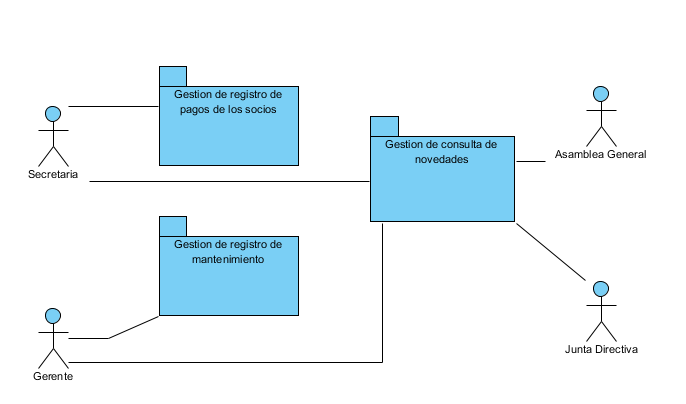 Gestion de registro de
pagos de los socios
Secretaria
Gestion de consulta de
novedades
Asamblea General
Gestion de registro de
mantenimiento
Gerente
Junta Directiva